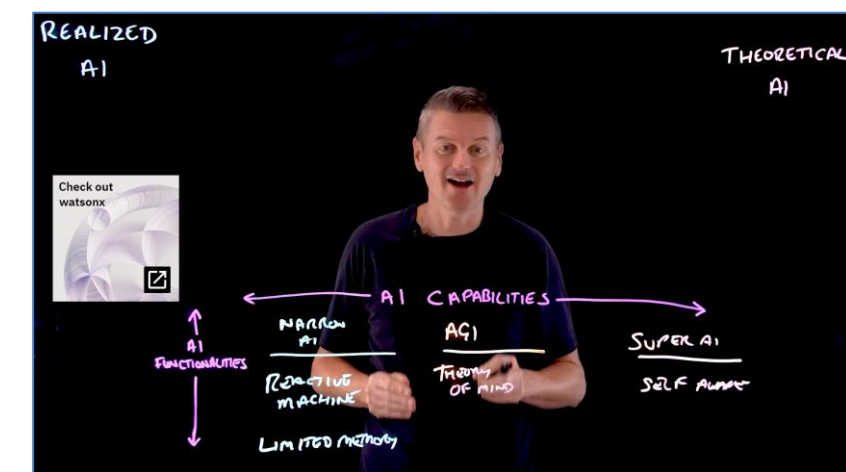 REALIZED
AI
THEORETICAL
AI
Check out
watsonx
AI CAPABILITIES
AI
FUNCTIONALITIES
NARROW
AI
REACTIVE
MACHINE
LIMITED MEMORY
AGI
THEORY
OF MIND
SUPER AI
SELF AWARE